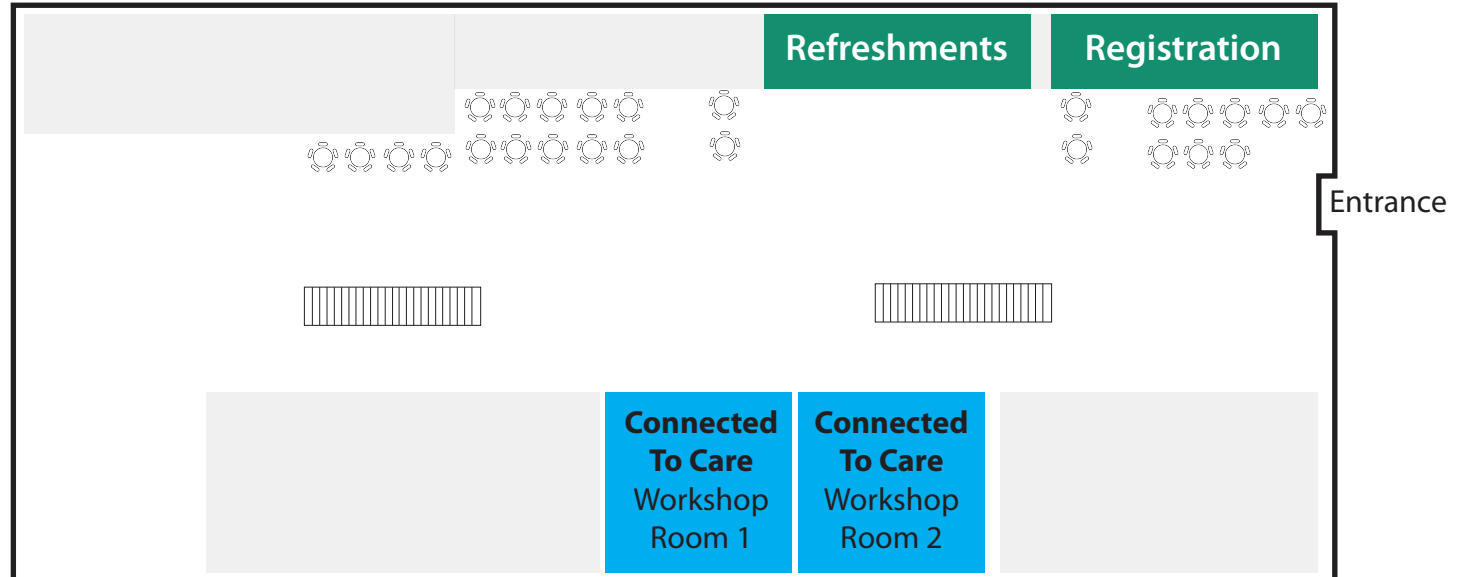 Refreshments
Registration
Entrance
Connected
To Care
Workshop
Room 1
Connected
To Care
Workshop
Room 2